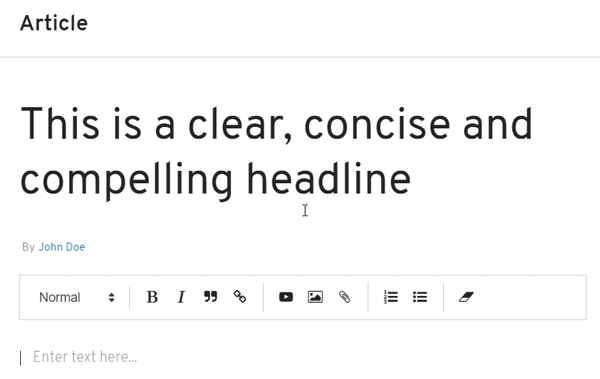 Article
This is a clear, concise and
compelling headline
By John Doe
Normal
Enter text here...